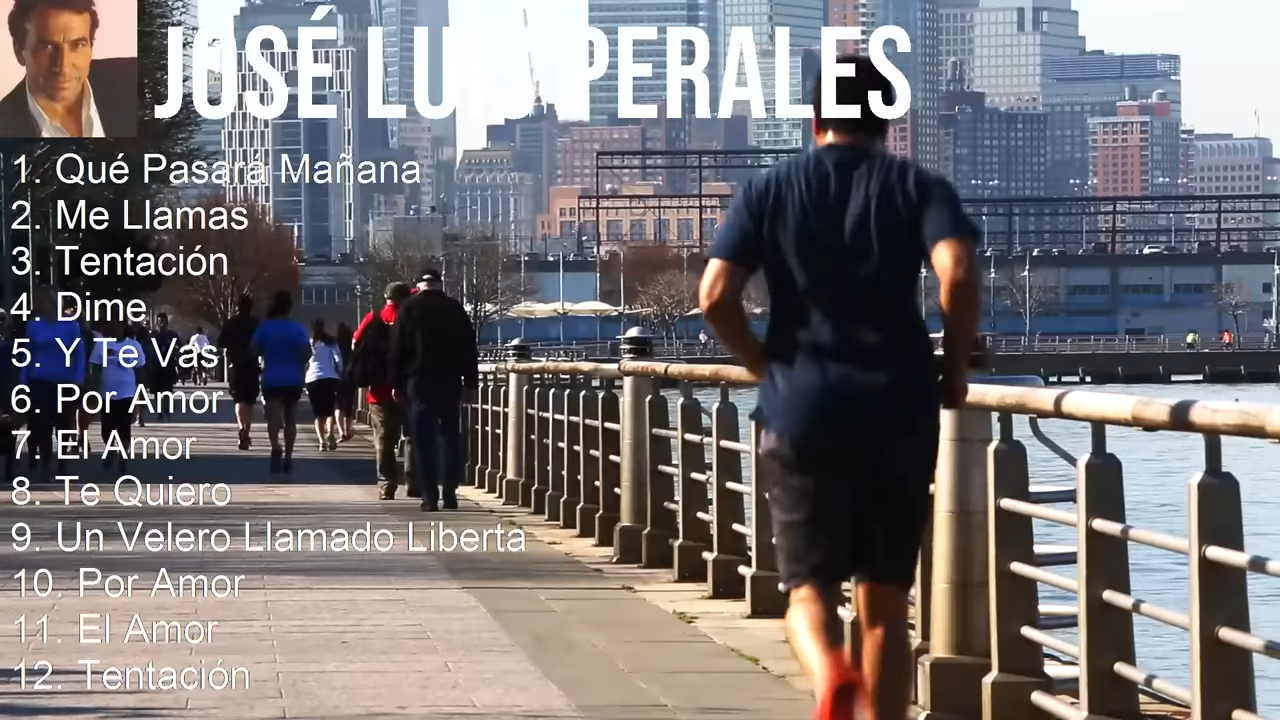 JOSÉ LUIS PERALES
1. Qué Pasará Mañana
2. Me Llamas
3. Tentación
4. Dime
5. Y Te Vas
6. Por Amor
7. El Amor
8. Te Quiero
9. Un Velero Llamado Liberta
10. Por Amor
11. El Amor
12. Tentación